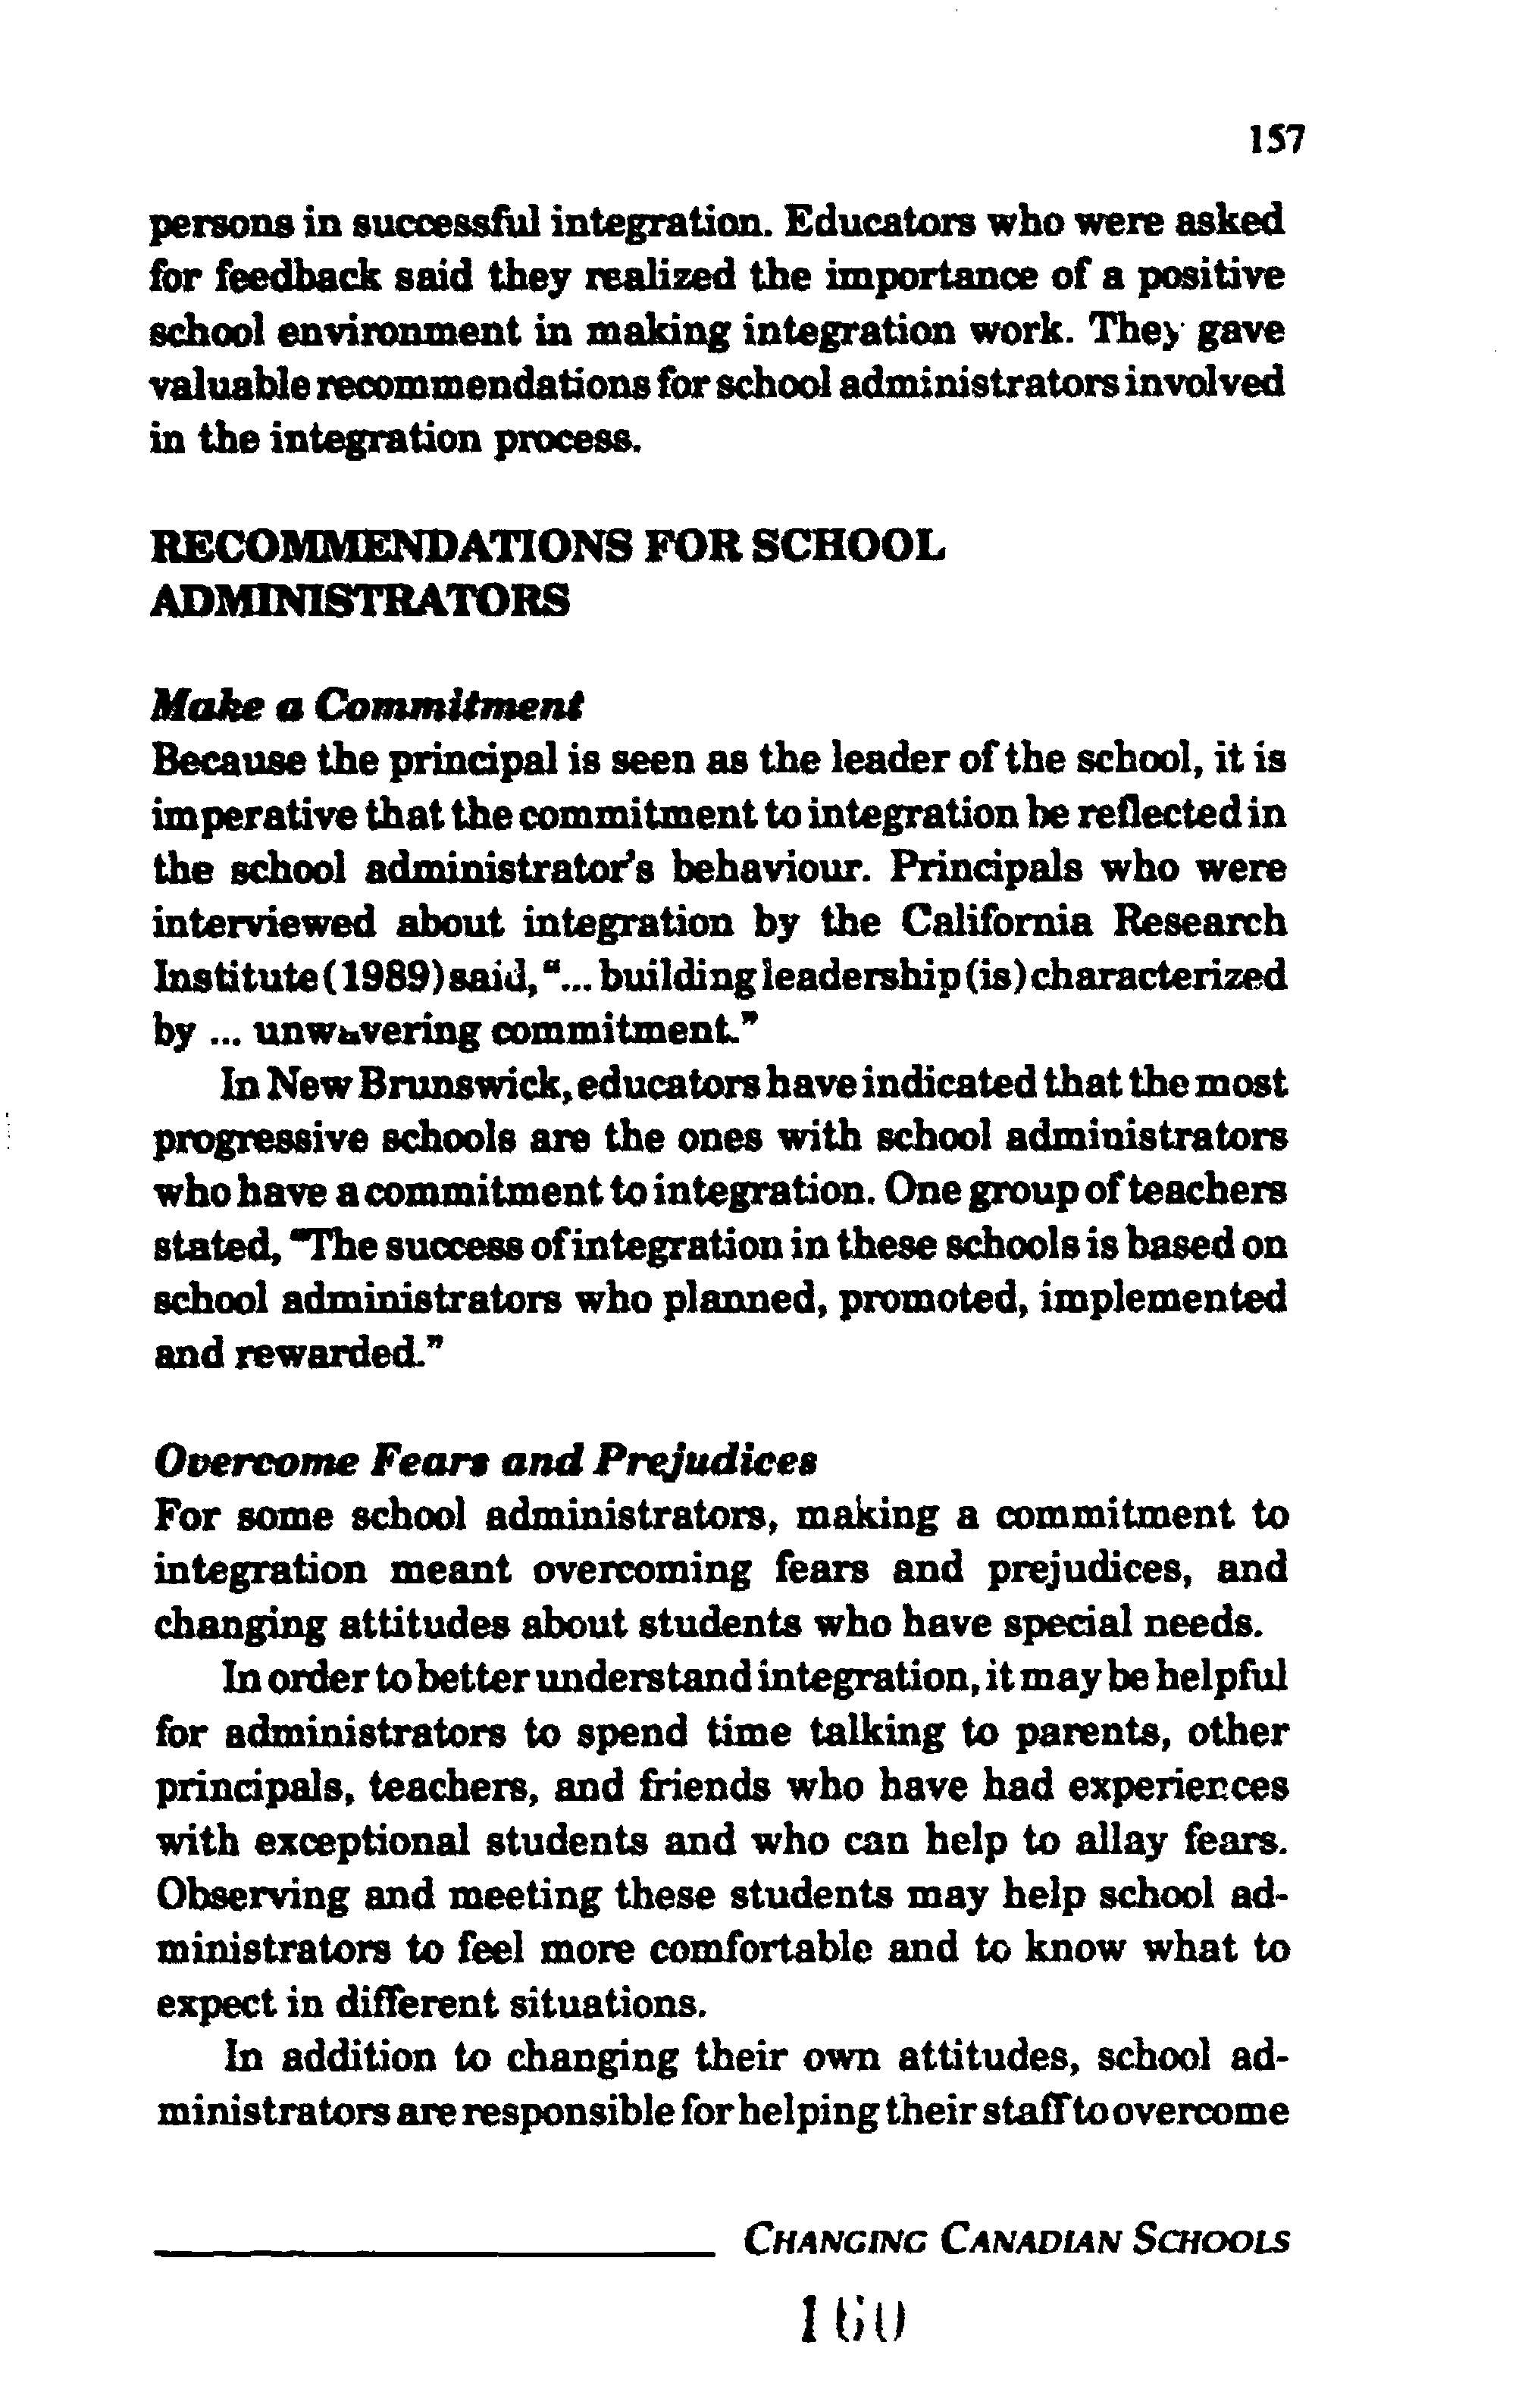 157
persons in successful integration. Educators who were asked
for feedback said they realized the importance of a positive
school environment in making integration work. They gave
valuable recommendations for school administrators involved
in the integration process.
RECOMMENDATIONS FOR SCHOOL
ADMINISTRATORS
Make a Commitment
Because the principal is seen as the leader of the school, it is
imperative that the commitment to integration be reflected in
the school administrator's behaviour. Principals who were
interviewed about integration by the California Research
Institute (1989) said, "... building leadership (is) characterized
by ... unwavering commitment."
In New Brunswick, educators have indicated that the most
progressive schools are the ones with school administrators
who have a commitment to integration. One group of teachers
stated, "The success of integration in these schools is based on
school administrators who planned, promoted, implemented
and rewarded."
Overcome Fears and Prejudices
For some school administrators, making a commitment to
integration meant overcoming fears and prejudices, and
changing attitudes about students who have special needs.
In order to better understand integration, it may be helpful
for administrators to spend time talking to parents, other
principals, teachers, and friends who have had experiences
with exceptional students and who can help to allay fears.
Observing and meeting these students may help school ad-
ministrators to feel more comfortable and to know what to
expect in different situations.
In addition to changing their own attitudes, school ad-
ministrators are responsible for helping their staff to overcome
CHANGING CANADIAN SCHOOLS
160